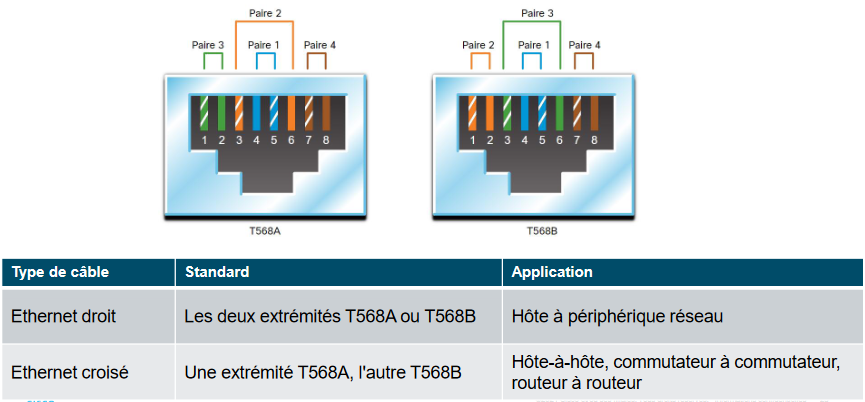 Paire 2
Paire 3 Paire 1 Paire 4
1 2 3 4 5 6 7 8
T568A
Paire 3
Paire 2 Paire 1 Paire 4
1 2 3 4 5 6 7 8
T568B
Type de câble Standard Application
Ethernet droit Les deux extrémités T568A ou T568B Hôte à périphérique réseau
Ethernet croisé Une extrémité T568A, l'autre T568B Hôte-à-hôte, commutateur à commutateur,
routeur à routeur